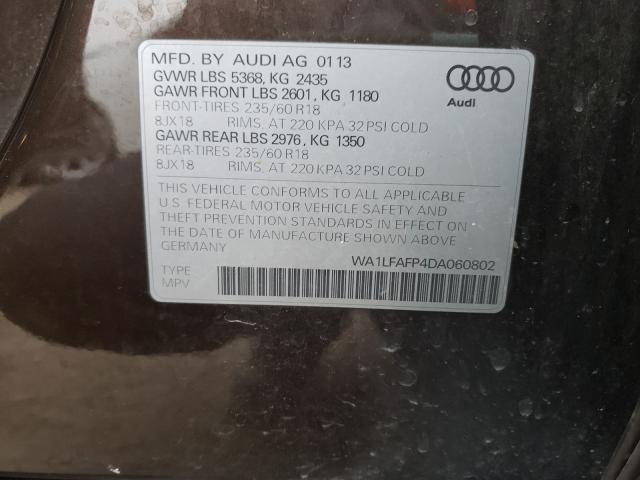 MFD. BY AUDI AG 01 13
GVWR LBS 5368, KG 2435
GAWR FRONT LBS 2601, KG 1180
FRONT-TIRES 235/60 R18
8JX18 RIMS, AT 220 KPA 32 PSI COLD
GAWR REAR LBS 2976, KG 1350
REAR-TIRES 235/60 R18
8JX18 RIMS, AT 220 KPA 32 PSI COLD
Audi
THIS VEHICLE CONFORMS TO ALL APPLICABLE
U.S. FEDERAL MOTOR VEHICLE SAFETY AND
THEFT PREVENTION STANDARDS IN EFFECT ON
THE DATE OF MANUFACTURE SHOWN ABOVE
GERMANY
WA1LFAFP4DA060802
TYPE
MPV